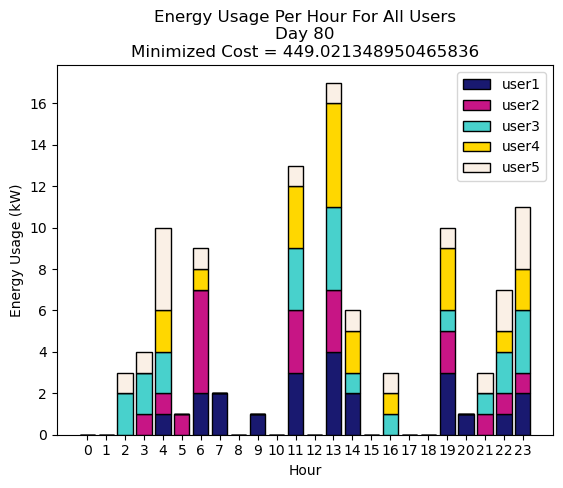 Energy Usage Per Hour For All Users
Day 80
Minimized Cost = 449.021348950465836
user1
user2
user3
user4
user5
Energy Usage (kW)
16
14
12
10
8
6
4
2
0
0 1 2 3 4 5 6 7 8 9 10 11 12 13 14 15 16 17 18 19 20 21 22 23
Hour